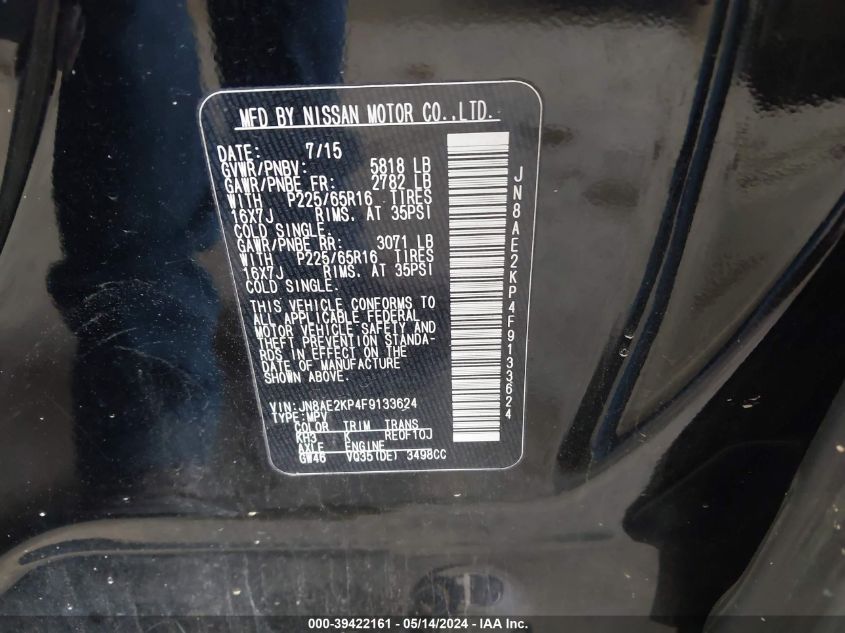 MFD BY NISSAN MOTOR CO.,LTD.
DATE: 7/15
GVWR/PNBV: 5818 LB
GAWR/PNBE FR: 2782 LB
WITH P225/65R16 TIRES
16X7J RIMS, AT 35PSI
COLD SINGLE.
GAWR/PNBE RR: 3071 LB
WITH P225/65R16 TIRES
16X7J RIMS, AT 35PSI
COLD SINGLE.
THIS VEHICLE CONFORMS TO
ALL APPLICABLE FEDERAL
MOTOR VEHICLE SAFETY AND
THEFT PREVENTION STANDA-
RDS IN EFFECT ON THE
DATE OF MANUFACTURE
SHOWN ABOVE.
VIN: JN8AE2KP4F9133624
TYPE: MPV
COLOR TRIM TRANS
KH3 K RE0F10J
AXLE ENGINE
GW46 VQ35(DE) 3498CC
JN8AE2KP4F9133624
000-39422161 - 05/14/2024 - IAA Inc.